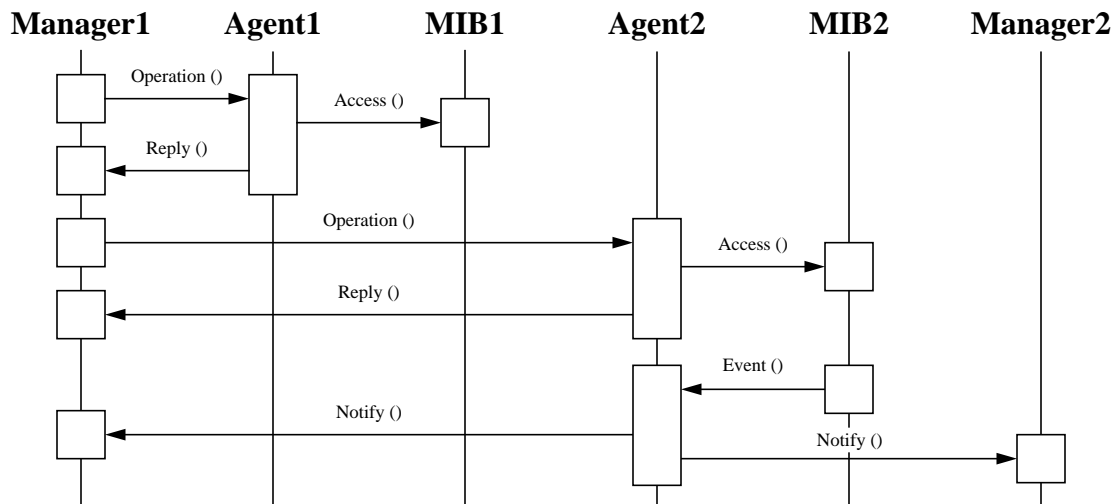 Manager1 Agent1 MIB1 Agent2 MIB2 Manager2
Operation ()
Access ()
Reply ()
Operation ()
Access ()
Reply ()
Event ()
Notify ()
Notify ()